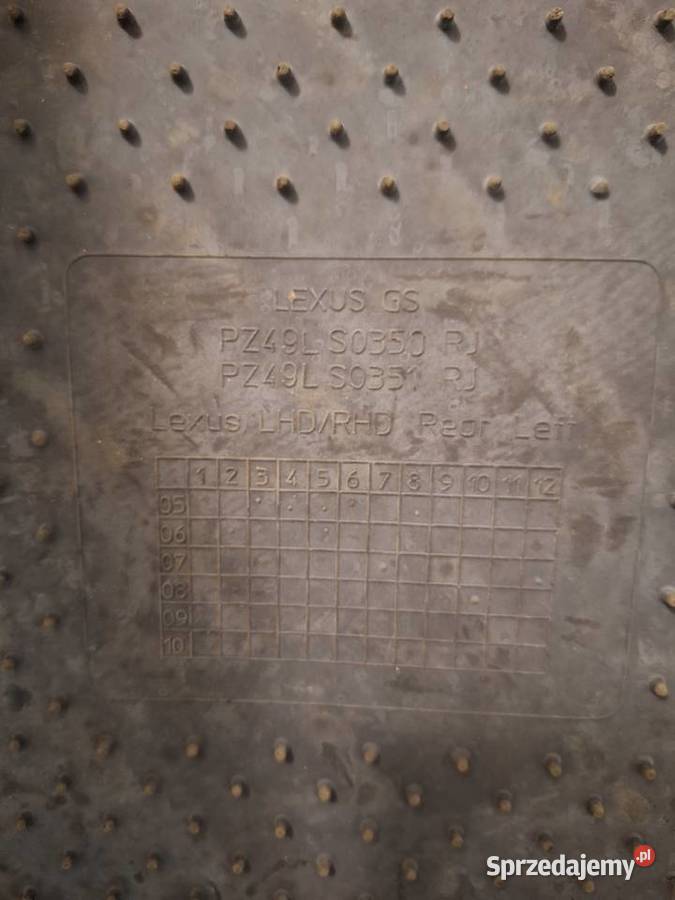 LEXUS GS
PZ49L S0350 RJ
PZ49L S0351 RJ
Lexus LHD/RHD Rear Left
1 2 3 4 5 6 7 8 9 10 11 12
05
06
07
08
09
10
Sprzedajemy.pl